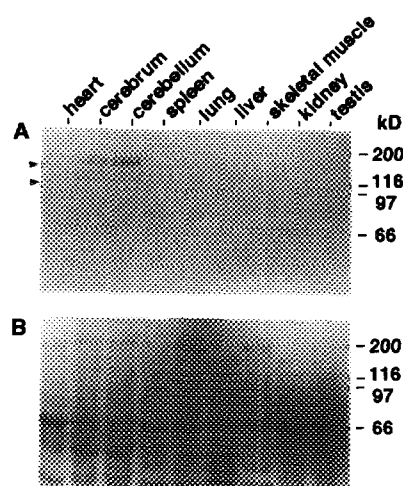 heart
cerebrum
cerebellum
spleen
lung
liver
skeletal muscle
kidney
testis
A
kD
200
116
97
66
B
200
116
97
66